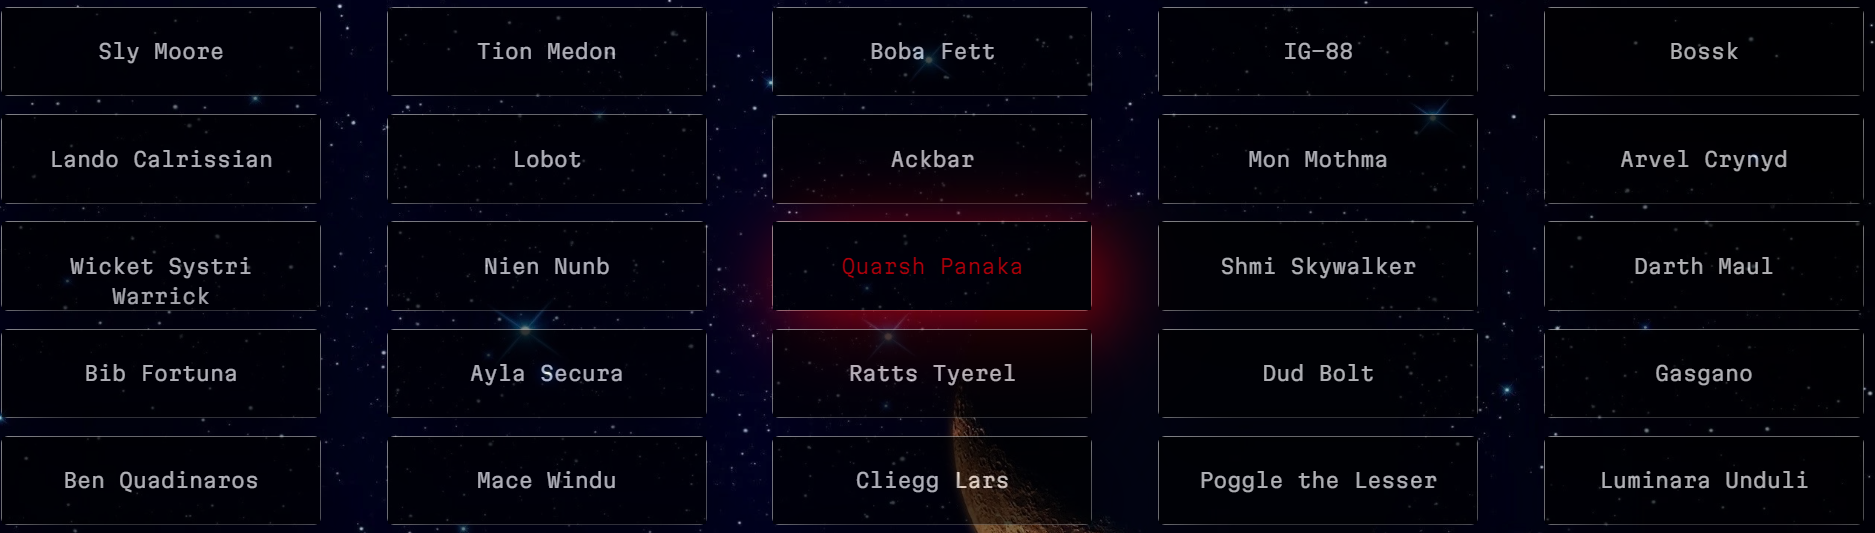 Sly Moore
Tion Medon
Boba Fett
IG-88
Bossk
Lando Calrissian
Lobot
Ackbar
Mon Mothma
Arvel Crynyd
Wicket Systri
Warrick
Nien Nunb
Quarsh Panaka
Shmi Skywalker
Darth Maul
Bib Fortuna
Ayla Secura
Ratts Tyerel
Dud Bolt
Gasgano
Ben Quadinaros
Mace Windu
Cliegg Lars
Poggle the Lesser
Luminara Unduli